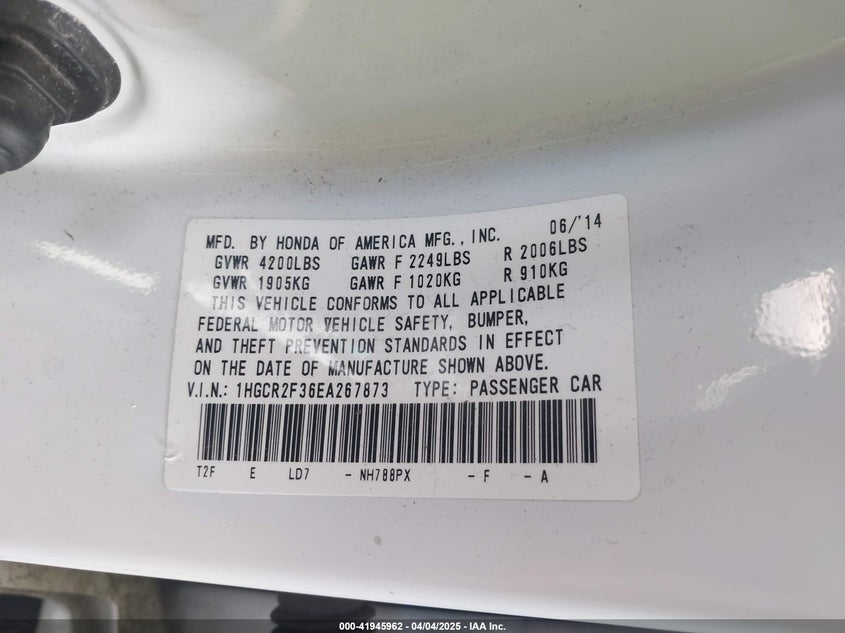 MFD. BY HONDA OF AMERICA MFG., INC. 06/'14
GVWR 4200LBS GAWR F 2249LBS R 2006LBS
GVWR 1905KG GAWR F 1020KG R 910KG
THIS VEHICLE CONFORMS TO ALL APPLICABLE
FEDERAL MOTOR VEHICLE SAFETY, BUMPER,
AND THEFT PREVENTION STANDARDS IN EFFECT
ON THE DATE OF MANUFACTURE SHOWN ABOVE.
V.I.N.: 1HGCR2F36EA267873 TYPE: PASSENGER CAR
T2F E LD7 - NH788PX - F - A
000-41945962 - 04/04/2025 - IAA Inc.